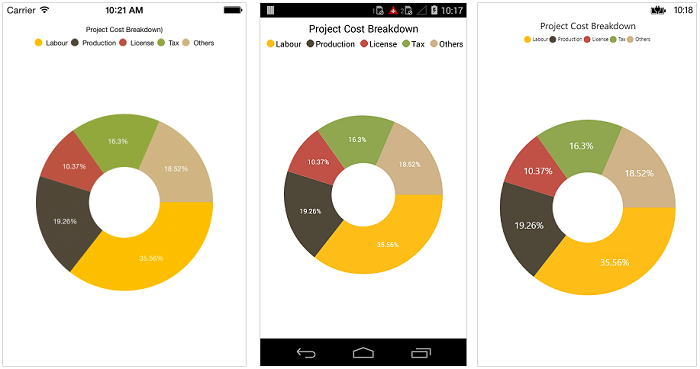 Carrier 10:21 AM
Project Cost Breakdown)
Labour Production License Tax Others
16.3%
18.52%
10.37%
19.26%
35.56%
1 2 10:17
Project Cost Breakdown
Labour Production License Tax Others
16.3%
18.52%
10.37%
19.26%
35.56%
10:18
Project Cost Breakdown
Labour Production License Tax Others
16.3%
18.52%
10.37%
19.26%
35.56%